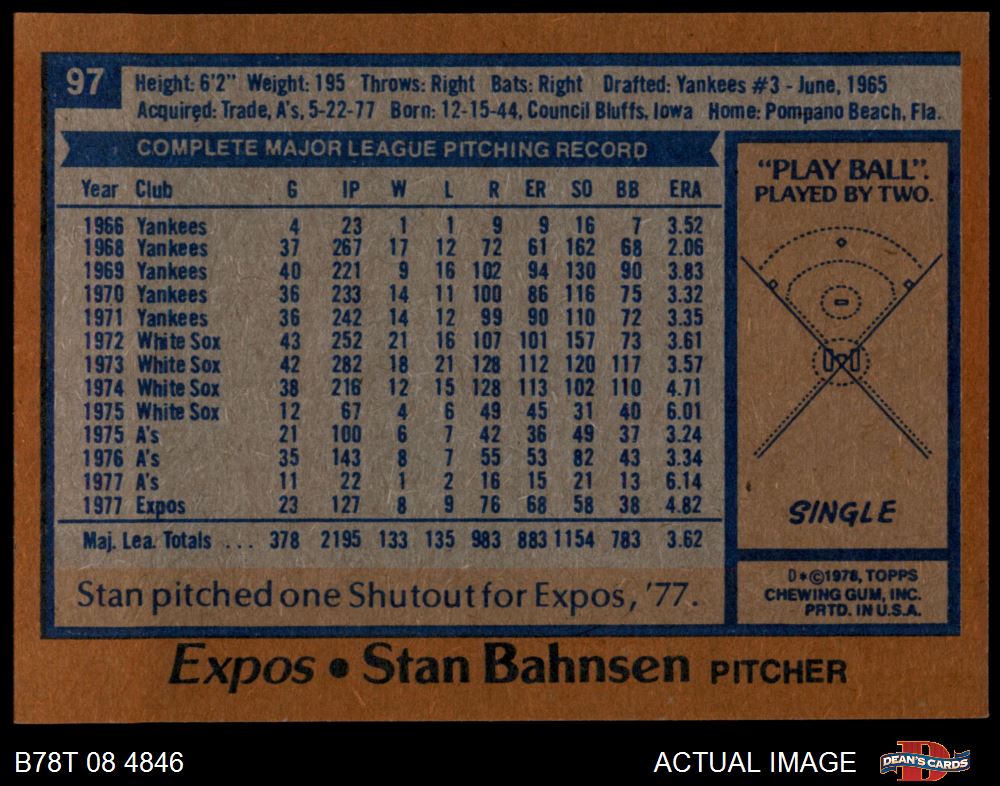 97
Height: 6'2" Weight: 195 Throws: Right Bats: Right Drafted: Yankees #3 - June, 1965
Acquired: Trade, A's, 5-22-77 Born: 12-15-44, Council Bluffs, Iowa Home: Pompano Beach, Fla.
COMPLETE MAJOR LEAGUE PITCHING RECORD
Year Club G IP W L R ER SO BB ERA
1966 Yankees 4 23 1 1 9 9 16 7 3.52
1968 Yankees 37 267 17 12 72 61 162 68 2.06
1969 Yankees 40 221 9 16 102 94 130 90 3.83
1970 Yankees 36 233 14 11 100 86 116 75 3.32
1971 Yankees 36 242 14 12 99 90 110 72 3.35
1972 White Sox 43 252 21 16 107 101 157 73 3.61
1973 White Sox 42 282 18 21 128 112 120 117 3.57
1974 White Sox 38 216 12 15 128 113 102 110 4.71
1975 White Sox 12 67 4 6 49 45 31 40 6.01
1975 A's 21 100 6 7 42 36 49 37 3.24
1976 A's 35 143 8 7 55 53 82 43 3.34
1977 A's 11 22 1 2 16 15 21 13 6.14
1977 Expos 23 127 8 9 76 68 58 38 4.82
Maj. Lea. Totals ... 378 2195 133 135 983 883 1154 783 3.62
Stan pitched one Shutout for Expos, '77.
"PLAY BALL".
PLAYED BY TWO.
SINGLE
D*©1978, TOPPS
CHEWING GUM, INC.
PRTD. IN U.S.A.
Expos • Stan Bahnsen PITCHER
B78T 08 4846
ACTUAL IMAGE
D
DEAN'S CARDS